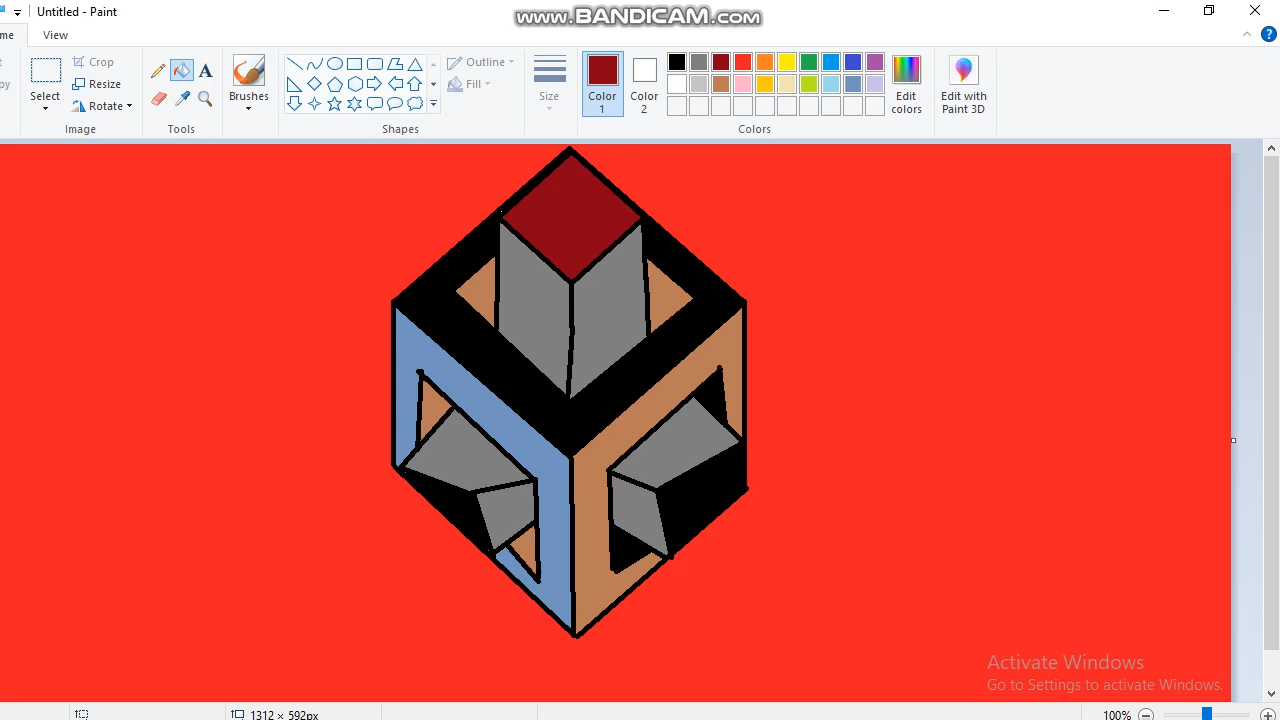 Untitled - Paint
www.BANDICAM.com
me
View
py
Select
Crop
Resize
Rotate
Image
A
Tools
Brushes
Shapes
Outline
Fill
Size
Color 1
Color 2
Edit colors
Colors
Edit with Paint 3D
Activate Windows
Go to Settings to activate Windows.
1312 × 592px
100%